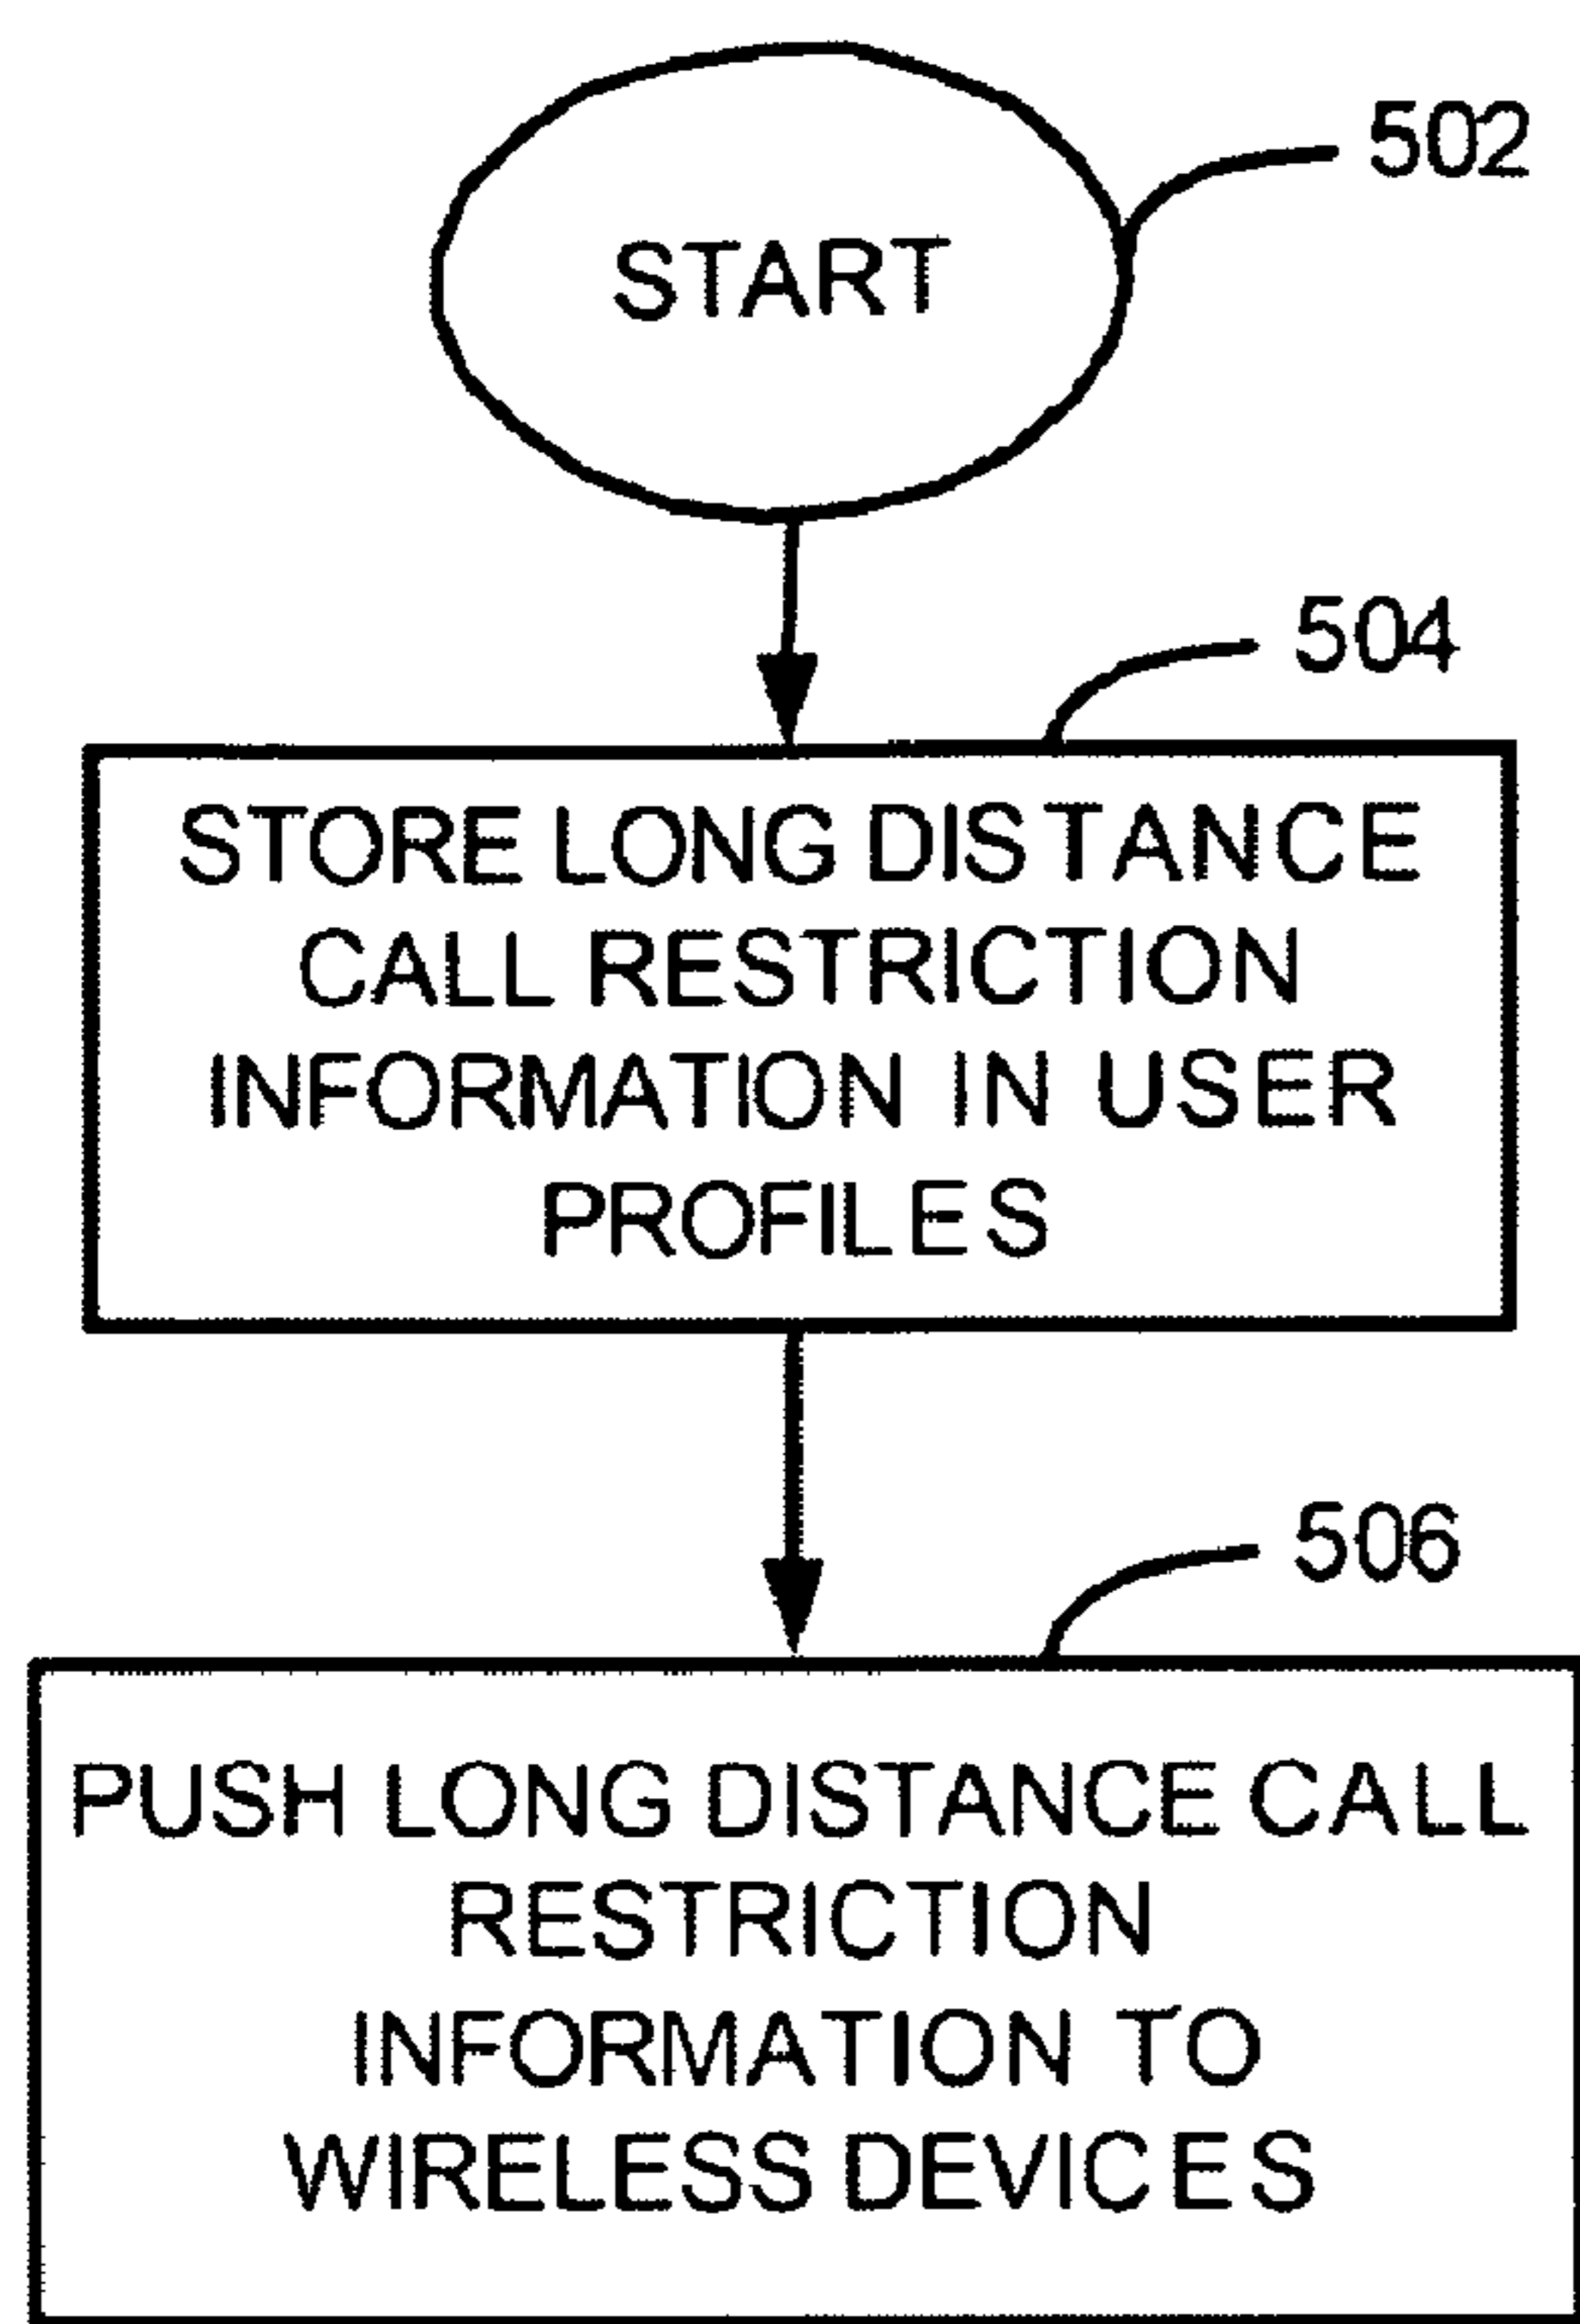 502
START
504
STORE LONG DISTANCE
CALL RESTRICTION
INFORMATION IN USER
PROFILES
506
PUSH LONG DISTANCE CALL
RESTRICTION
INFORMATION TO
WIRELESS DEVICES